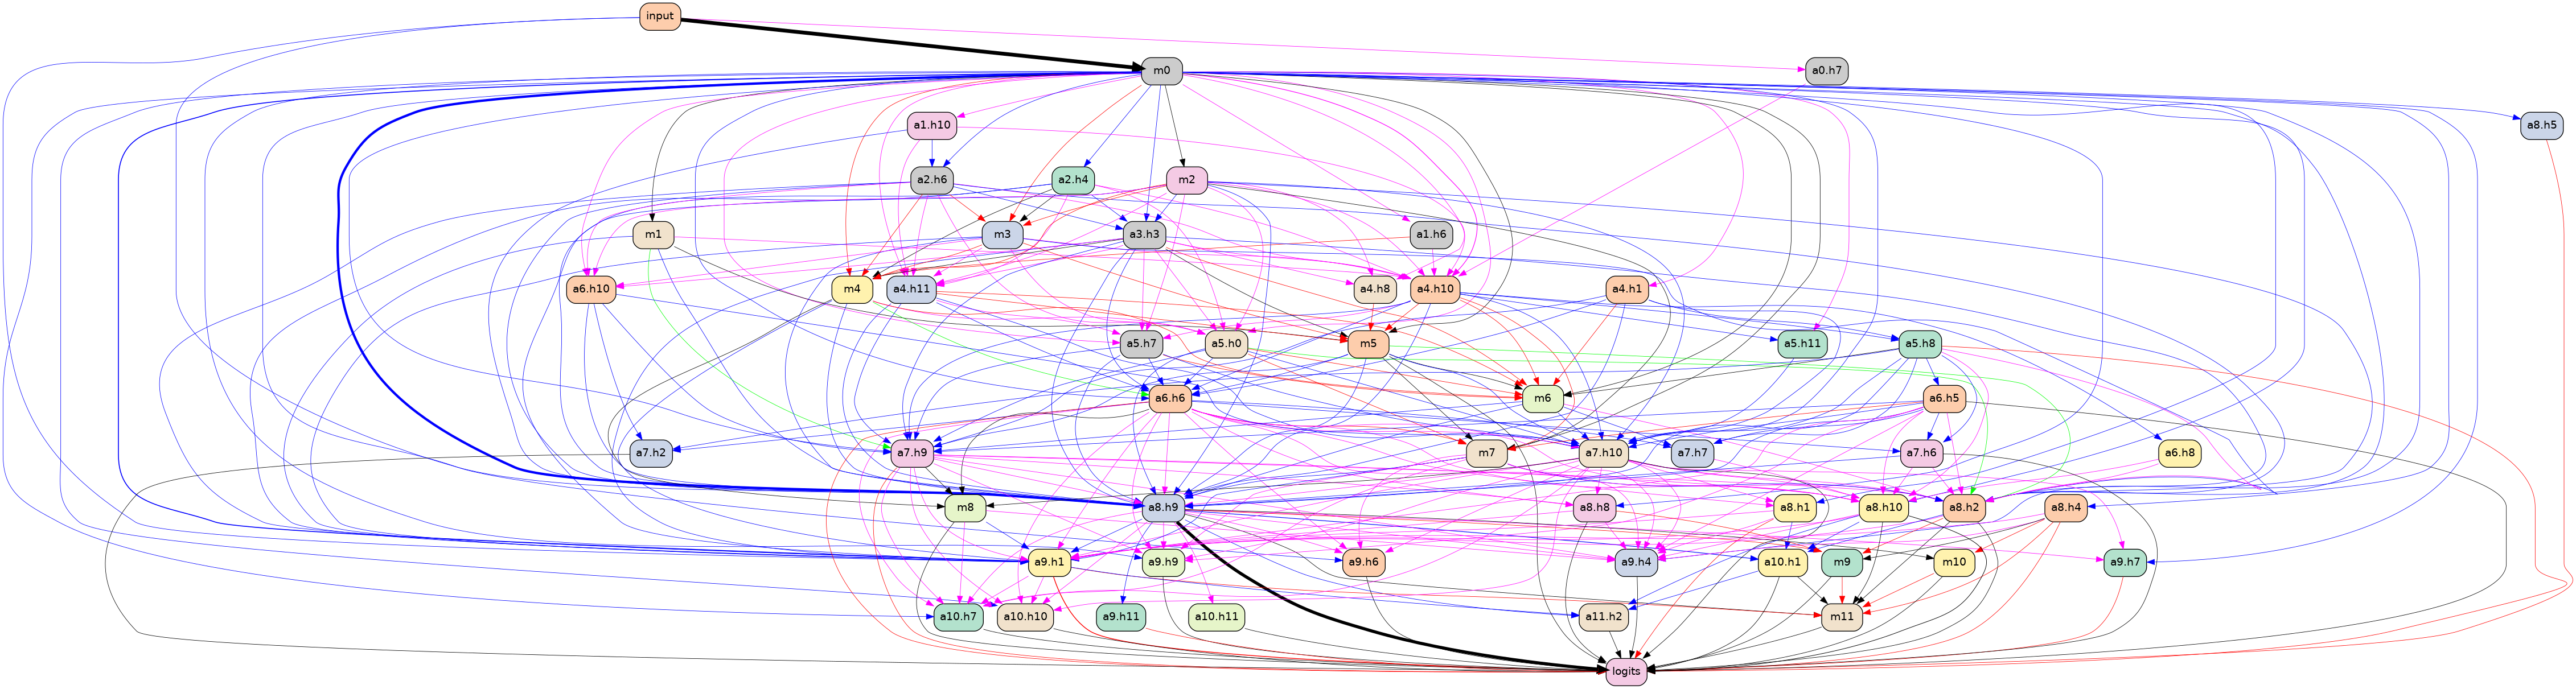 input
m0 a0.h7
a1.h10 a8.h5
a2.h6 a2.h4 m2
m1 m3 a3.h3 a1.h6
a6.h10 m4 a4.h11 a4.h8 a4.h10 a4.h1
a5.h7 a5.h0 m5 a5.h11 a5.h8
a6.h6 m6 a6.h5
a7.h2 a7.h9 m7 a7.h10 a7.h7 a7.h6 a6.h8
m8 a8.h9 a8.h8 a8.h1 a8.h10 a8.h2 a8.h4
a9.h1 a9.h9 a9.h6 a9.h4 a10.h1 m9 m10 a9.h7
a10.h7 a10.h10 a9.h11 a10.h11 a11.h2 m11
logits